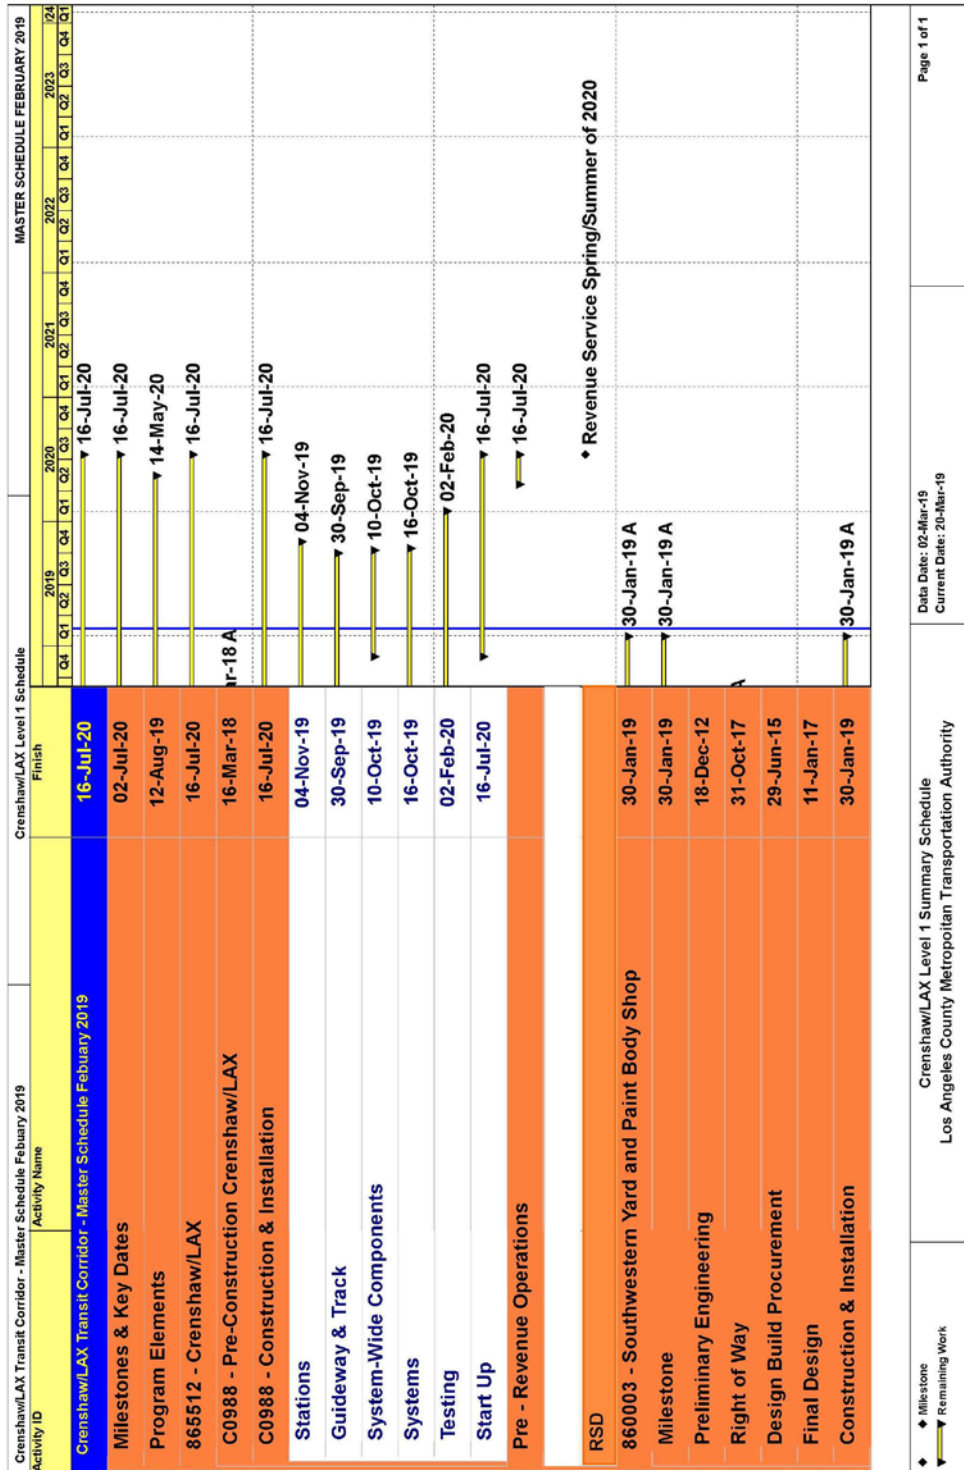 Crenshaw/LAX Transit Corridor - Master Schedule Febuary 2019
Crenshaw/LAX Level 1 Schedule
MASTER SCHEDULE FEBRUARY 2019
Activity ID
Activity Name
Finish
2019
2020
2021
2022
2023
Q4 Q1 Q2 Q3 Q4 Q1 Q2 Q3 Q4 Q1 Q2 Q3 Q4 Q1 Q2 Q3 Q4 Q1 Q2 Q3 Q4 Q1
Crenshaw/LAX Transit Corridor - Master Schedule Febuary 2019 16-Jul-20 16-Jul-20
Milestones & Key Dates 02-Jul-20 16-Jul-20
Program Elements 12-Aug-19 14-May-20
865512 - Crenshaw/LAX 16-Jul-20 16-Jul-20
C0988 - Pre-Construction Crenshaw/LAX 16-Mar-18 ar-18 A
C0988 - Construction & Installation 16-Jul-20 16-Jul-20
Stations 04-Nov-19 04-Nov-19
Guideway & Track 30-Sep-19 30-Sep-19
System-Wide Components 10-Oct-19 10-Oct-19
Systems 16-Oct-19 16-Oct-19
Testing 02-Feb-20 02-Feb-20
Start Up 16-Jul-20 16-Jul-20
Pre - Revenue Operations 16-Jul-20
RSD Revenue Service Spring/Summer of 2020
860003 - Southwestern Yard and Paint Body Shop 30-Jan-19 30-Jan-19 A
Milestone 30-Jan-19 30-Jan-19 A
Preliminary Engineering 18-Dec-12
Right of Way 31-Oct-17 A
Design Build Procurement 29-Jun-15
Final Design 11-Jan-17
Construction & Installation 30-Jan-19 30-Jan-19 A
Milestone
Remaining Work
Crenshaw/LAX Level 1 Summary Schedule
Los Angeles County Metropoitan Transportation Authority
Data Date: 02-Mar-19
Current Date: 20-Mar-19
Page 1 of 1